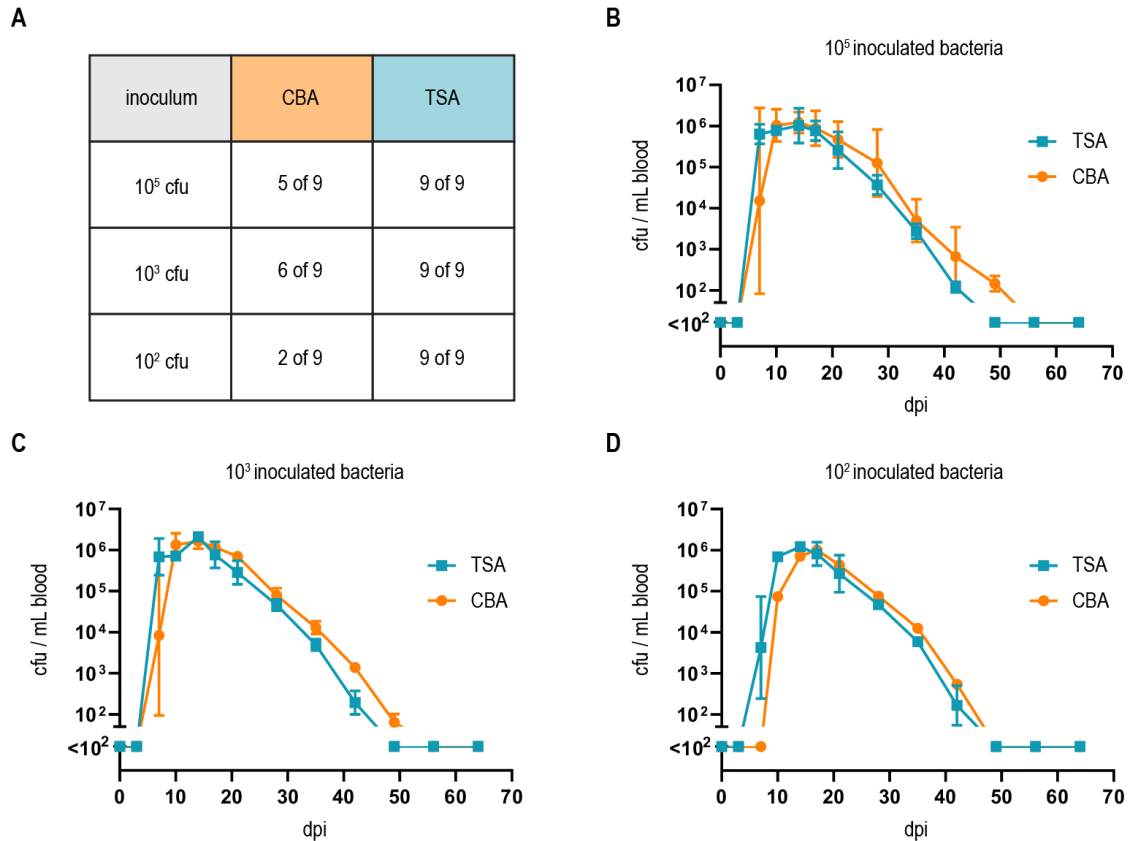 A
inoculum CBA TSA
10⁵ cfu 5 of 9 9 of 9
10³ cfu 6 of 9 9 of 9
10² cfu 2 of 9 9 of 9
B
10⁵ inoculated bacteria
cfu / mL blood
10⁷
10⁶
10⁵
10⁴
10³
10²
<10²
TSA
CBA
0 10 20 30 40 50 60 70
dpi
C
10³ inoculated bacteria
cfu / mL blood
10⁷
10⁶
10⁵
10⁴
10³
10²
<10²
TSA
CBA
0 10 20 30 40 50 60 70
dpi
D
10² inoculated bacteria
cfu / mL blood
10⁷
10⁶
10⁵
10⁴
10³
10²
<10²
TSA
CBA
0 10 20 30 40 50 60 70
dpi